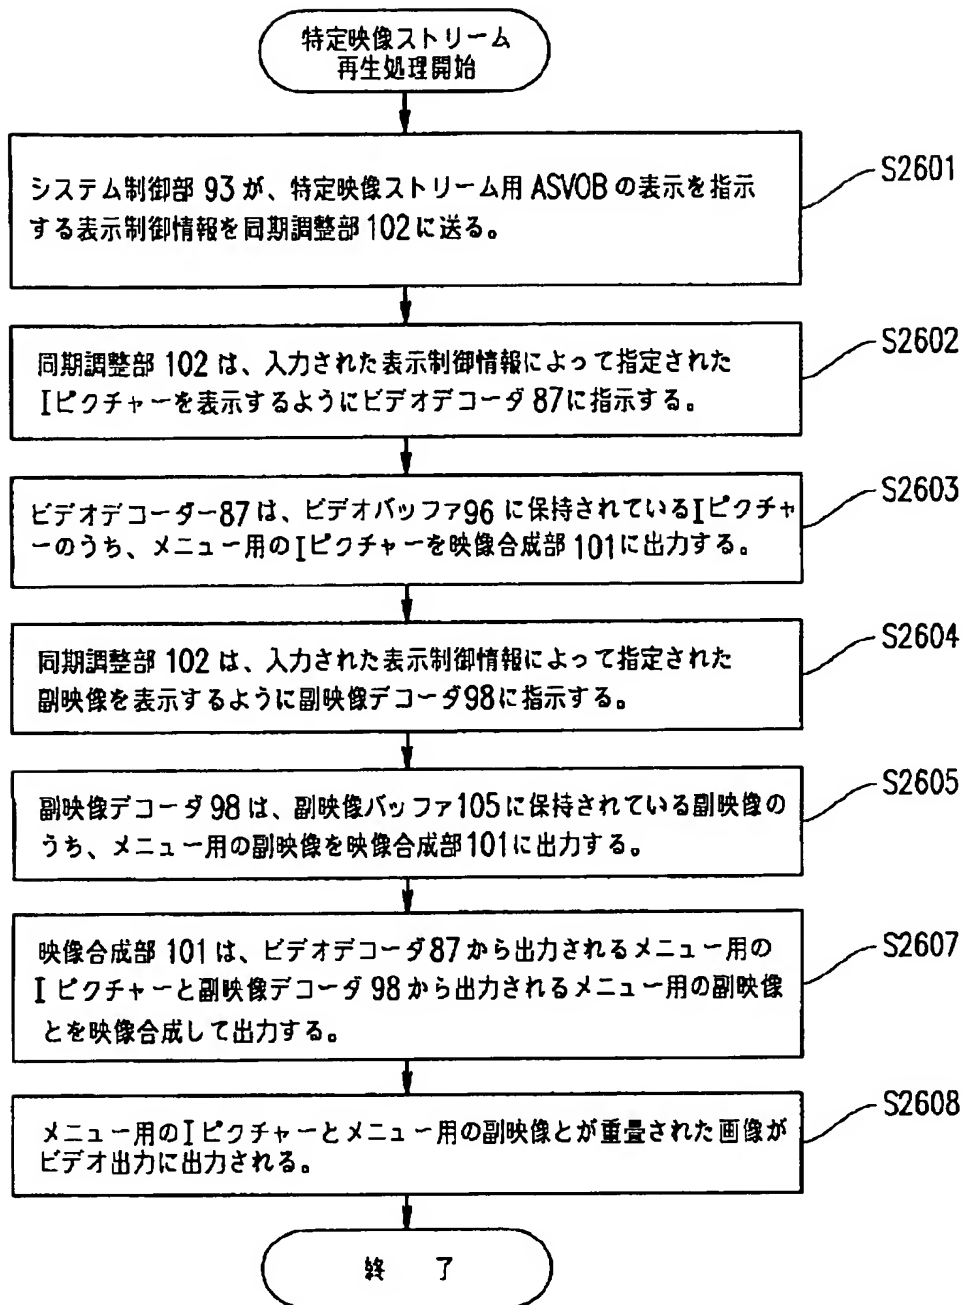 特定映像ストリーム
再生処理開始
システム制御部 93 が、特定映像ストリーム用 ASVOB の表示を指示
する表示制御情報を同期調整部 102 に送る。
S2601
同期調整部 102 は、入力された表示制御情報によって指定された
Iピクチャーを表示するようにビデオデコーダ 87に指示する。
S2602
ビデオデコーダー87は、ビデオバッファ96 に保持されているIピクチャ
ーのうち、メニュー用のIピクチャーを映像合成部 101に出力する。
S2603
同期調整部 102 は、入力された表示制御情報によって指定された
副映像を表示するように副映像デコーダ98に指示する。
S2604
副映像デコーダ 98 は、副映像バッファ105 に保持されている副映像の
うち、メニュー用の副映像を映像合成部101に出力する。
S2605
映像合成部 101 は、ビデオデコーダ87から出力されるメニュー用の
I ピクチャーと副映像デコーダ 98 から出力されるメニュー用の副映像
とを映像合成して出力する。
S2607
メニュー用のIピクチャーとメニュー用の副映像とが重畳された画像が
ビデオ出力に出力される。
S2608
終 了